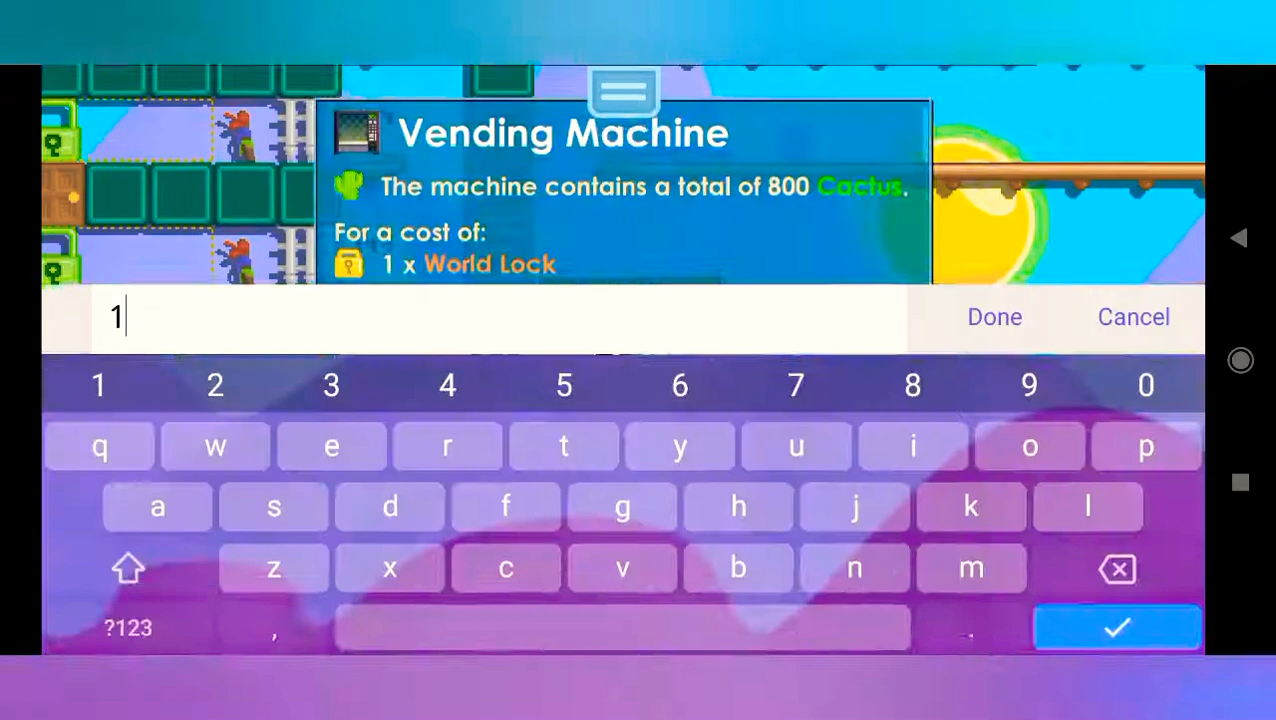 Vending Machine
The machine contains a total of 800 Cactus.
For a cost of:
1 x World Lock
1
Done
Cancel
1 2 3 4 5 6 7 8 9 0
q w e r t y u i o p
a s d f g h j k l
z x c v b n m
?123 , .